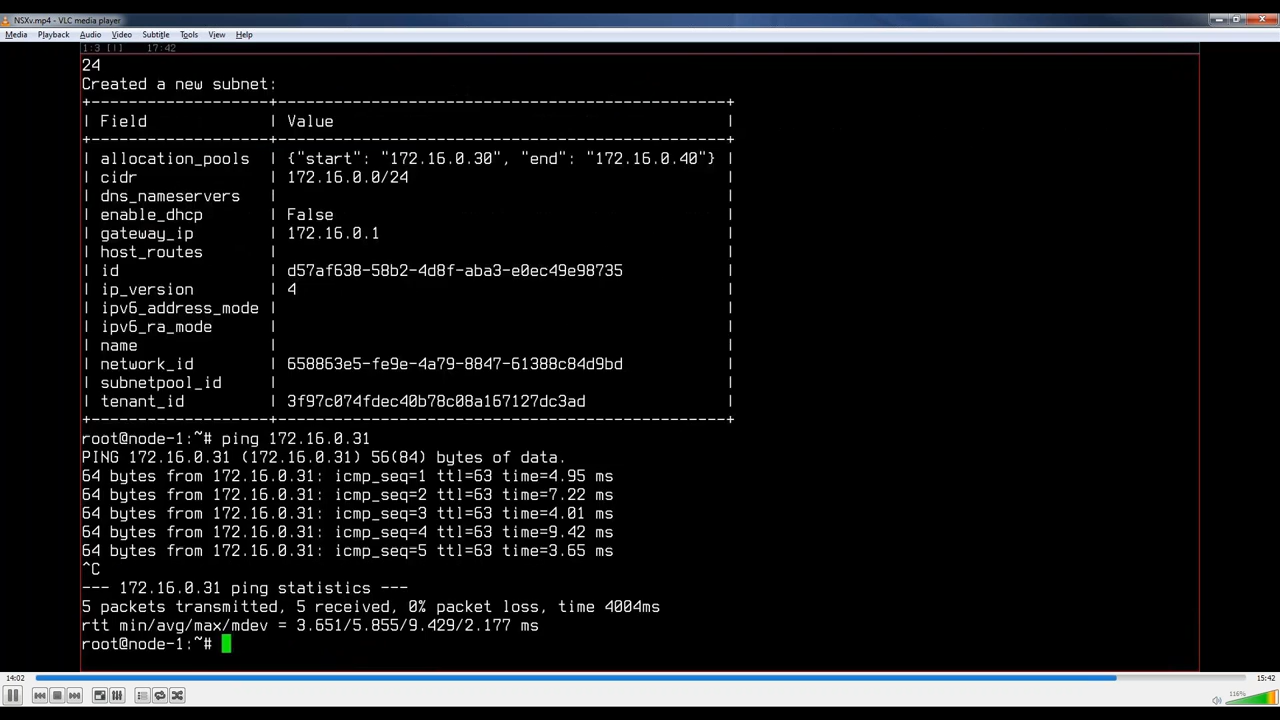 NSXv.mp4 - VLC media player
Media Playback Audio Video Subtitle Tools View Help
1:3 [|] 17:42
24
Created a new subnet:
+-------------------+------------------------------------------------+
| Field | Value |
+-------------------+------------------------------------------------+
| allocation_pools | {"start": "172.16.0.30", "end": "172.16.0.40"} |
| cidr | 172.16.0.0/24 |
| dns_nameservers | |
| enable_dhcp | False |
| gateway_ip | 172.16.0.1 |
| host_routes | |
| id | d57af638-58b2-4d8f-aba3-e0ec49e98735 |
| ip_version | 4 |
| ipv6_address_mode | |
| ipv6_ra_mode | |
| name | |
| network_id | 658863e5-fe9e-4a79-8847-61388c84d9bd |
| subnetpool_id | |
| tenant_id | 3f97c074fdec40b78c08a167127dc3ad |
+-------------------+------------------------------------------------+
root@node-1:~# ping 172.16.0.31
PING 172.16.0.31 (172.16.0.31) 56(84) bytes of data.
64 bytes from 172.16.0.31: icmp_seq=1 ttl=63 time=4.95 ms
64 bytes from 172.16.0.31: icmp_seq=2 ttl=63 time=7.22 ms
64 bytes from 172.16.0.31: icmp_seq=3 ttl=63 time=4.01 ms
64 bytes from 172.16.0.31: icmp_seq=4 ttl=63 time=9.42 ms
64 bytes from 172.16.0.31: icmp_seq=5 ttl=63 time=3.65 ms
^C
--- 172.16.0.31 ping statistics ---
5 packets transmitted, 5 received, 0% packet loss, time 4004ms
rtt min/avg/max/mdev = 3.651/5.855/9.429/2.177 ms
root@node-1:~#
14:02 15:42
116%